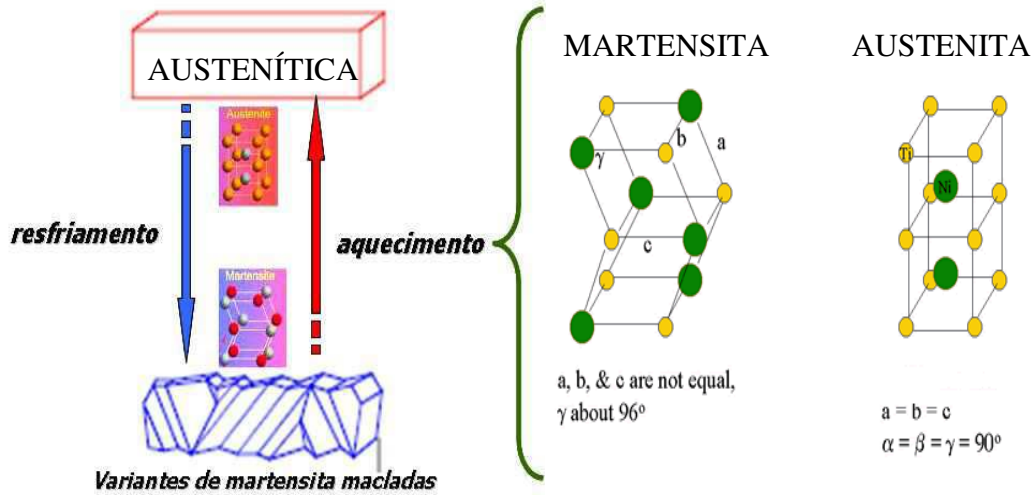 AUSTENÍTICA
Austenite
resfriamento
aquecimento
Martensite
Variantes de martensita macladas
MARTENSITA
b
a
γ
c
a, b, & c are not equal,
γ about 96º
AUSTENITA
Ti
Ni
a = b = c
α = β = γ = 90º